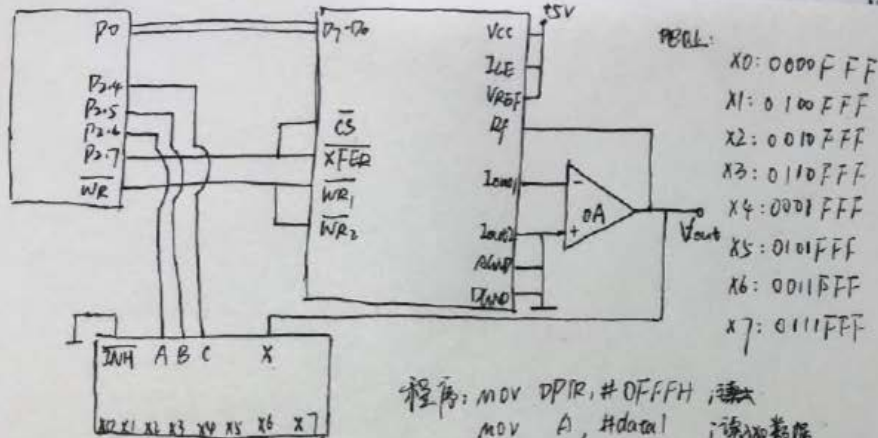 +5V
P0
D7-D0
Vcc
ILE
VREF
Rf
Iout1
Iout2
AGND
DGND
P2.4
P2.5
P2.6
P2.7
WR
CS
XFER
WR1
WR2
-
+
OA
Vout
INH A B C X
X0 X1 X2 X3 X4 X5 X6 X7
X0: 0000FFF
X1: 0100FFF
X2: 0010FFF
X3: 0110FFF
X4: 0001FFF
X5: 0101FFF
X6: 0011FFF
X7: 0111FFF
程序: MOV DPTR, #0FFFH ;
MOV A, #data1